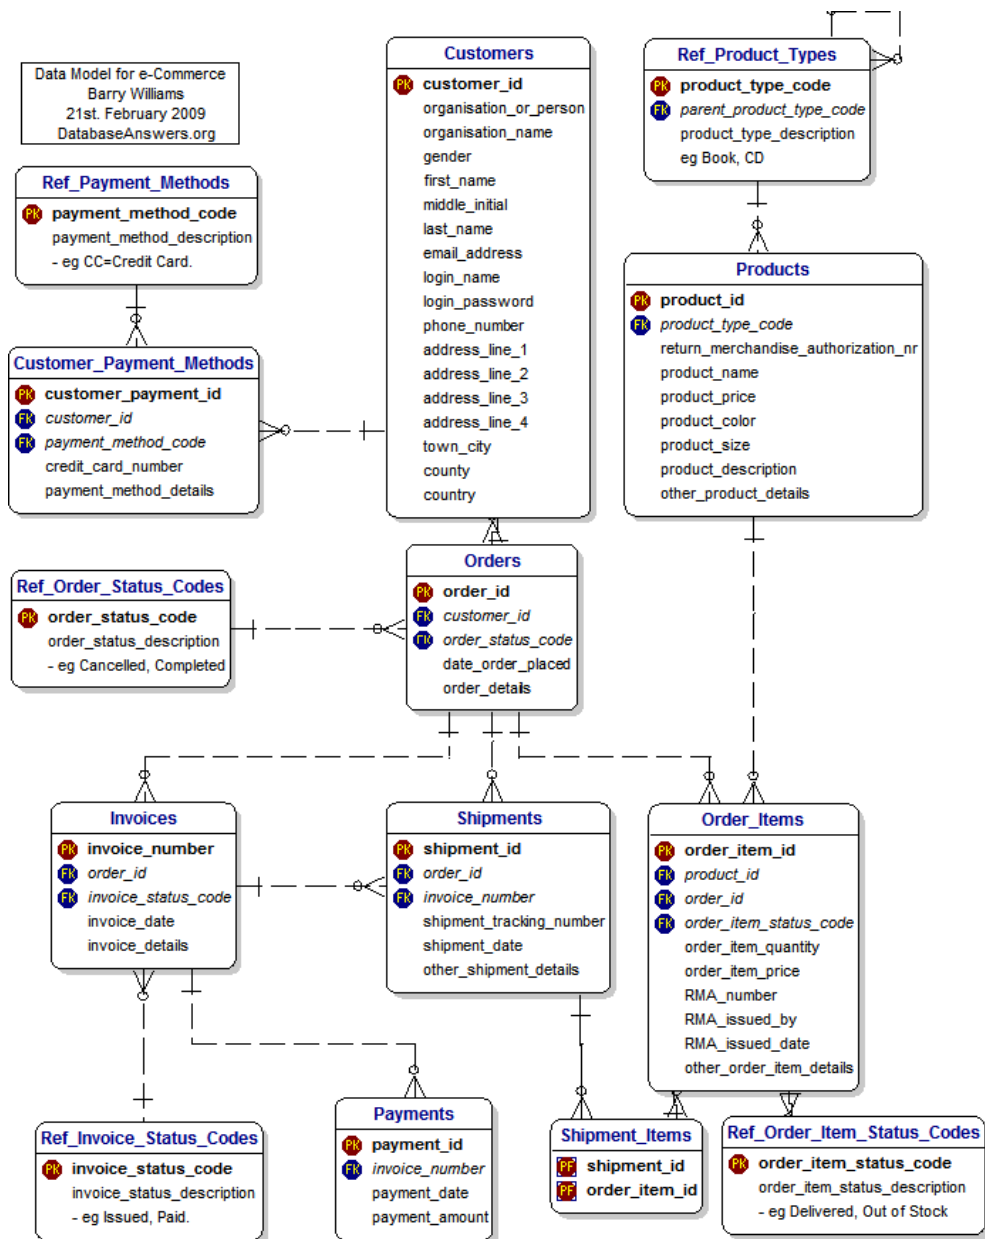 Data Model for e-Commerce
Barry Williams
21st. February 2009
DatabaseAnswers.org
Customers
PK customer_id
organisation_or_person
organisation_name
gender
first_name
middle_initial
last_name
email_address
login_name
login_password
phone_number
address_line_1
address_line_2
address_line_3
address_line_4
town_city
county
country
Ref_Product_Types
PK product_type_code
FK parent_product_type_code
product_type_description
eg Book, CD
Ref_Payment_Methods
PK payment_method_code
payment_method_description
- eg CC=Credit Card.
Products
PK product_id
FK product_type_code
return_merchandise_authorization_nr
product_name
product_price
product_color
product_size
product_description
other_product_details
Customer_Payment_Methods
PK customer_payment_id
FK customer_id
FK payment_method_code
credit_card_number
payment_method_details
Orders
PK order_id
FK customer_id
FK order_status_code
date_order_placed
order_details
Ref_Order_Status_Codes
PK order_status_code
order_status_description
- eg Cancelled, Completed
Invoices
PK invoice_number
FK order_id
FK invoice_status_code
invoice_date
invoice_details
Shipments
PK shipment_id
FK order_id
FK invoice_number
shipment_tracking_number
shipment_date
other_shipment_details
Order_Items
PK order_item_id
FK product_id
FK order_id
FK order_item_status_code
order_item_quantity
order_item_price
RMA_number
RMA_issued_by
RMA_issued_date
other_order_item_details
Ref_Invoice_Status_Codes
PK invoice_status_code
invoice_status_description
- eg Issued, Paid.
Payments
PK payment_id
FK invoice_number
payment_date
payment_amount
Shipment_Items
PF shipment_id
PF order_item_id
Ref_Order_Item_Status_Codes
PK order_item_status_code
order_item_status_description
- eg Delivered, Out of Stock